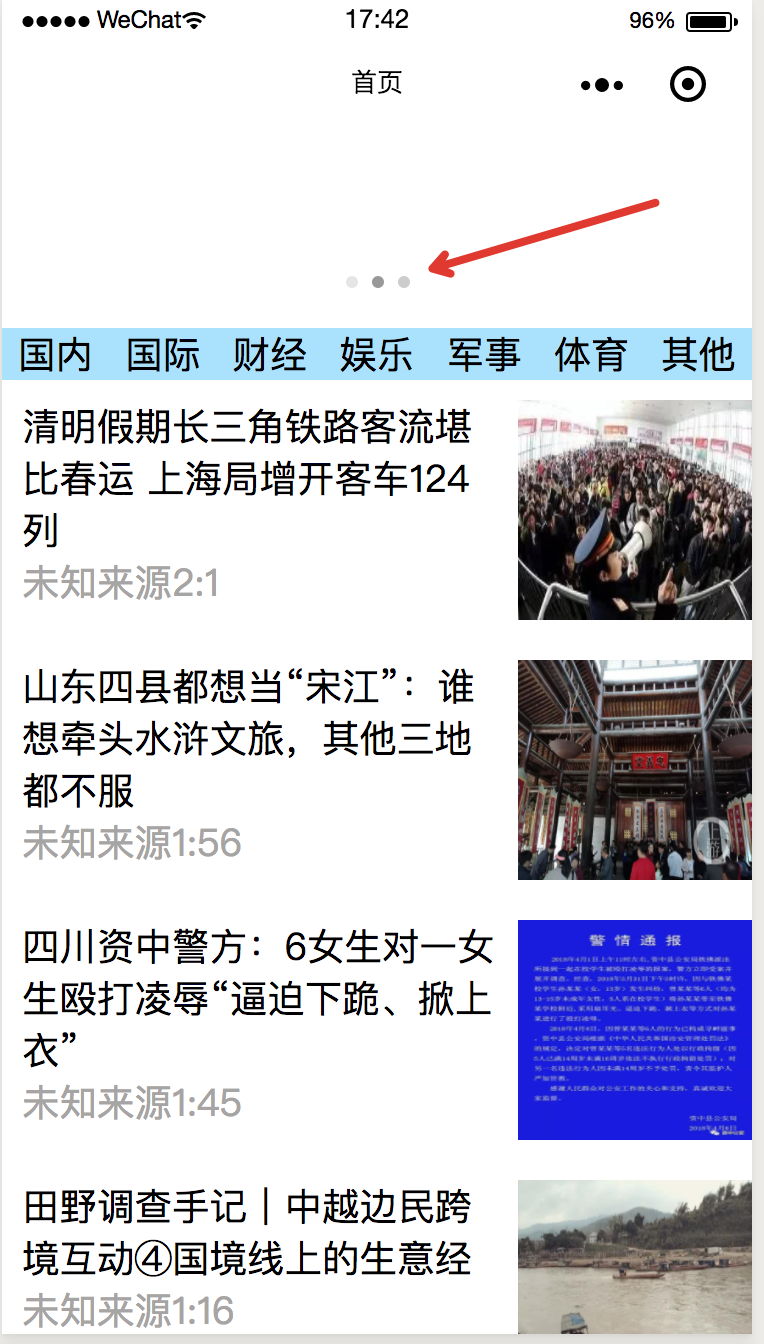 ●●●●● WeChat 17:42 96%
首页
国内 国际 财经 娱乐 军事 体育 其他
清明假期长三角铁路客流堪
比春运 上海局增开客车124
列
未知来源2:1
山东四县都想当“宋江”：谁
想牵头水浒文旅，其他三地
都不服
未知来源1:56
四川资中警方：6女生对一女
生殴打凌辱“逼迫下跪、掀上
衣”
未知来源1:45
警情通报
田野调查手记｜中越边民跨
境互动④国境线上的生意经
未知来源1:16